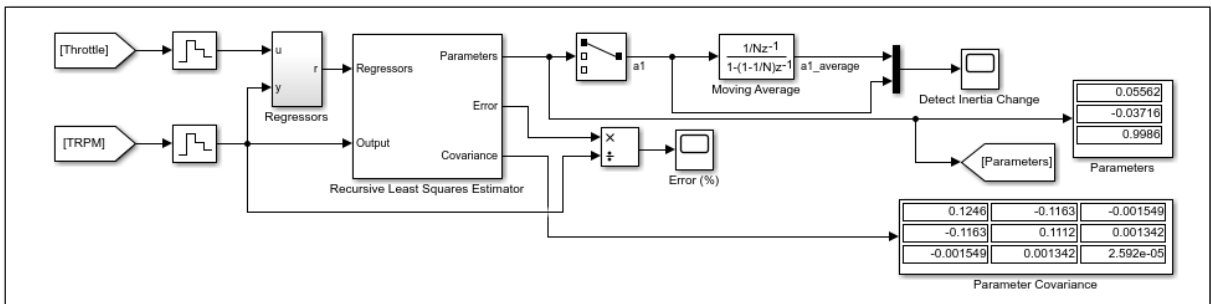 [Throttle]
u
y
r
Regressors
[TRPM]
Regressors
Output
Parameters
Error
Covariance
Recursive Least Squares Estimator
a1
1/Nz-1
1-(1-1/N)z-1
Moving Average
a1_average
Detect Inertia Change
×
÷
Error (%)
0.05562
-0.03716
0.9986
Parameters
[Parameters]
0.1246 -0.1163 -0.001549
-0.1163 0.1112 0.001342
-0.001549 0.001342 2.592e-05
Parameter Covariance